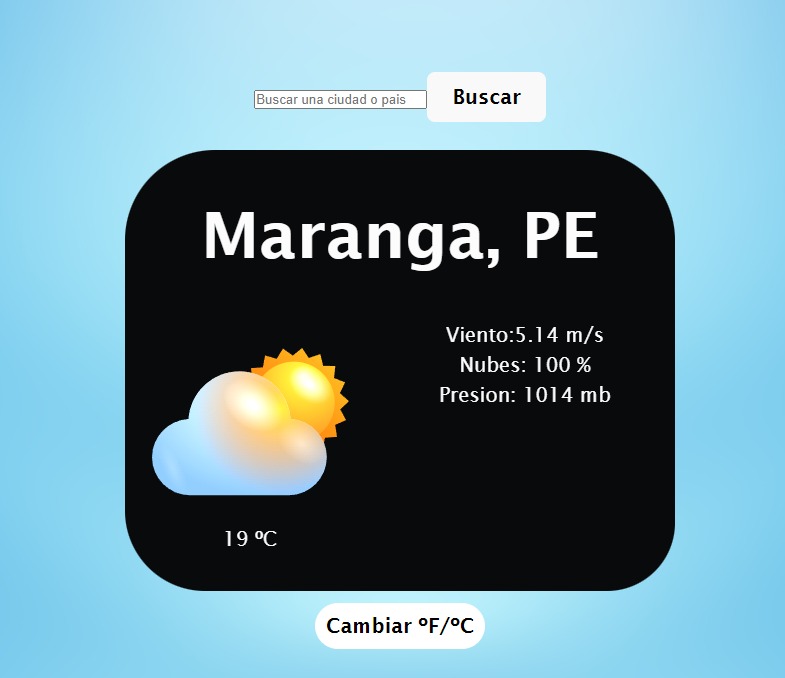 Buscar una ciudad o pais
Buscar
Maranga, PE
Viento:5.14 m/s
Nubes: 100 %
Presion: 1014 mb
19 ºC
Cambiar ºF/ºC